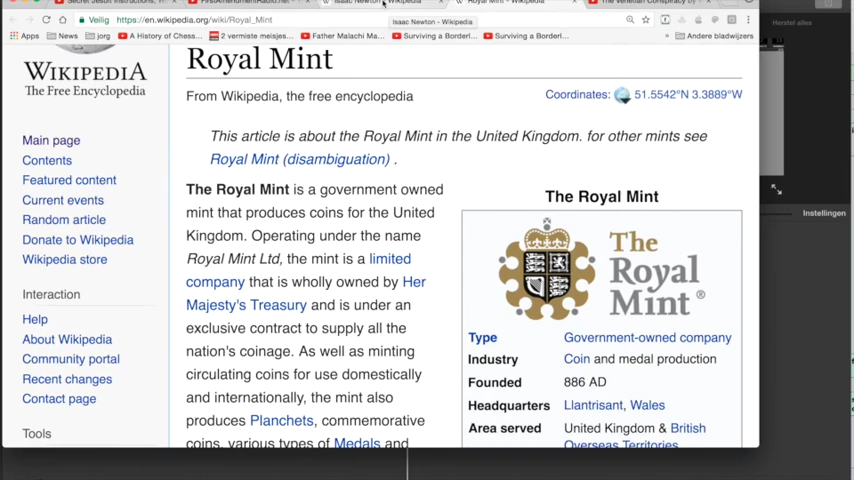 Secret Jesuit Instructions,
FirstAmendmentRadio.net
Isaac Newton - Wikipedia
Royal Mint - Wikipedia
The Venetian Conspiracy by
Veilig
https://en.wikipedia.org/wiki/Royal_Mint
Isaac Newton - Wikipedia
Herstel alles
Apps
News
jorg
A History of Chess...
2 vermiste meisjes...
Father Malachi Ma...
Surviving a Borderl...
Surviving a Borderl...
»
Andere bladwijzers
WIKIPEDIA
The Free Encyclopedia
Main page
Contents
Featured content
Current events
Random article
Donate to Wikipedia
Wikipedia store
Interaction
Help
About Wikipedia
Community portal
Recent changes
Contact page
Tools
Royal Mint
From Wikipedia, the free encyclopedia
Coordinates: 51.5542°N 3.3889°W
This article is about the Royal Mint in the United Kingdom. for other mints see
Royal Mint (disambiguation) .
The Royal Mint is a government owned
mint that produces coins for the United
Kingdom. Operating under the name
Royal Mint Ltd, the mint is a limited
company that is wholly owned by Her
Majesty's Treasury and is under an
exclusive contract to supply all the
nation's coinage. As well as minting
circulating coins for use domestically
and internationally, the mint also
produces Planchets, commemorative
coins, various types of Medals and
The Royal Mint
The
Royal
Mint®
Type Government-owned company
Industry Coin and medal production
Founded 886 AD
Headquarters Llantrisant, Wales
Area served United Kingdom & British
Overseas Territories
Instellingen